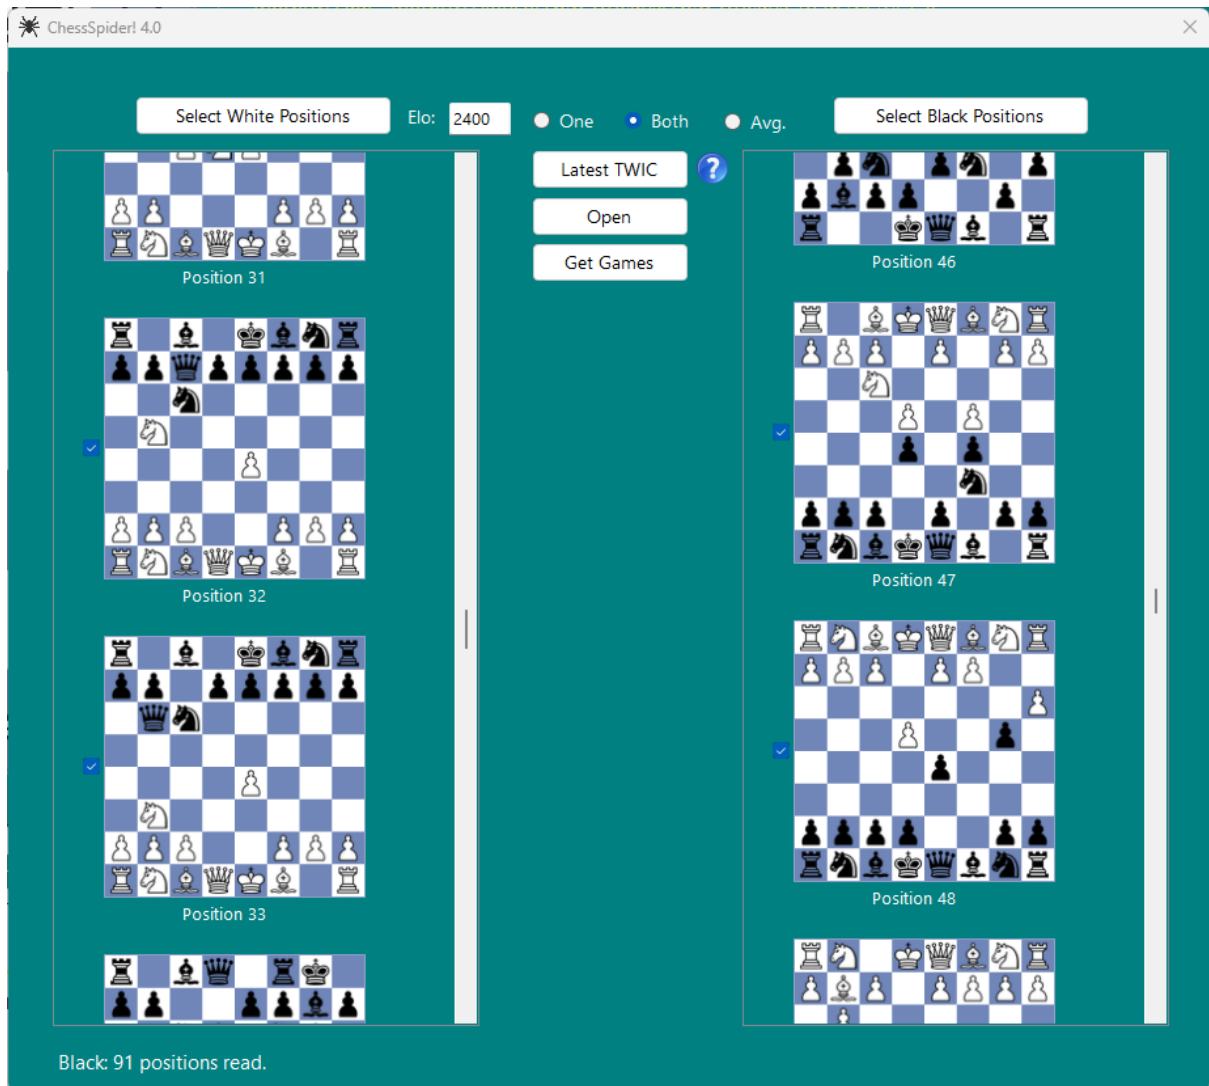 ChessSpider! 4.0
Select White Positions
Elo:
2400
One
Both
Avg.
Select Black Positions
Latest TWIC
?
Open
Get Games
Position 31
Position 32
Position 33
Position 46
Position 47
Position 48
Black: 91 positions read.